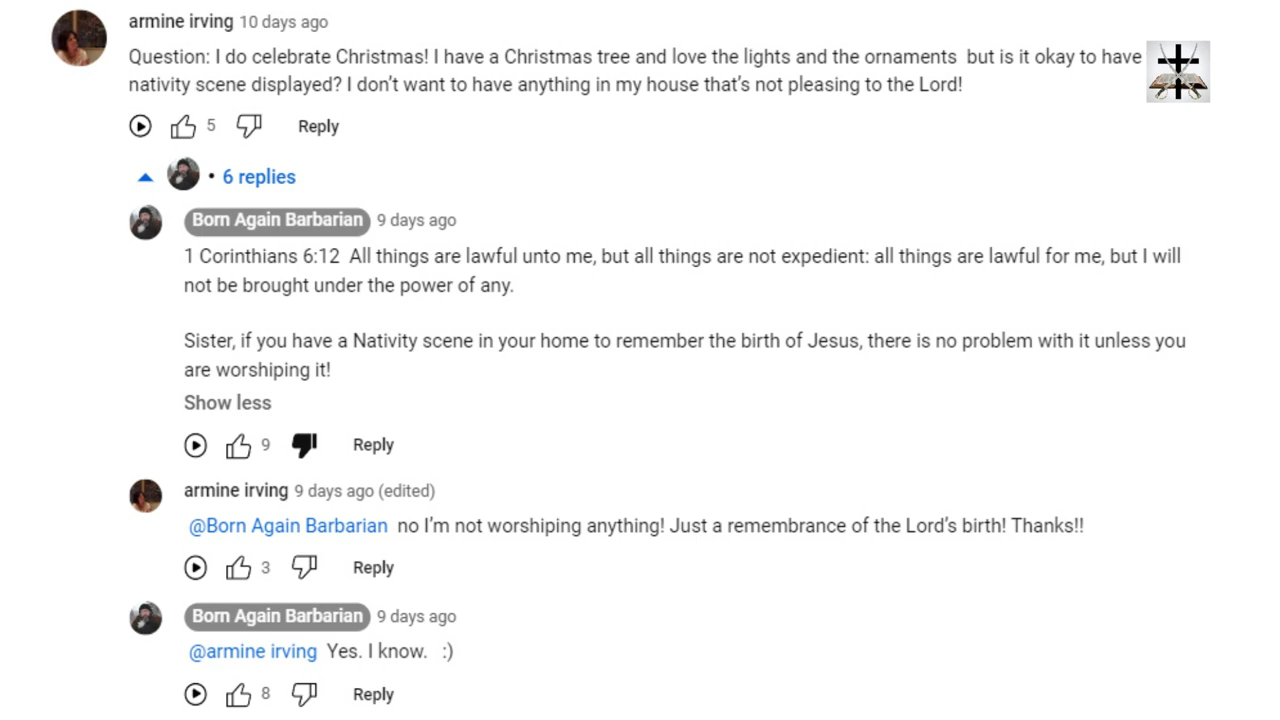 armine irving 10 days ago
Question: I do celebrate Christmas! I have a Christmas tree and love the lights and the ornaments but is it okay to have
nativity scene displayed? I don't want to have anything in my house that's not pleasing to the Lord!
5 Reply
• 6 replies
Born Again Barbarian 9 days ago
1 Corinthians 6:12 All things are lawful unto me, but all things are not expedient: all things are lawful for me, but I will
not be brought under the power of any.
Sister, if you have a Nativity scene in your home to remember the birth of Jesus, there is no problem with it unless you
are worshiping it!
Show less
9 Reply
armine irving 9 days ago (edited)
@Born Again Barbarian no I'm not worshiping anything! Just a remembrance of the Lord's birth! Thanks!!
3 Reply
Born Again Barbarian 9 days ago
@armine irving Yes. I know. :)
8 Reply